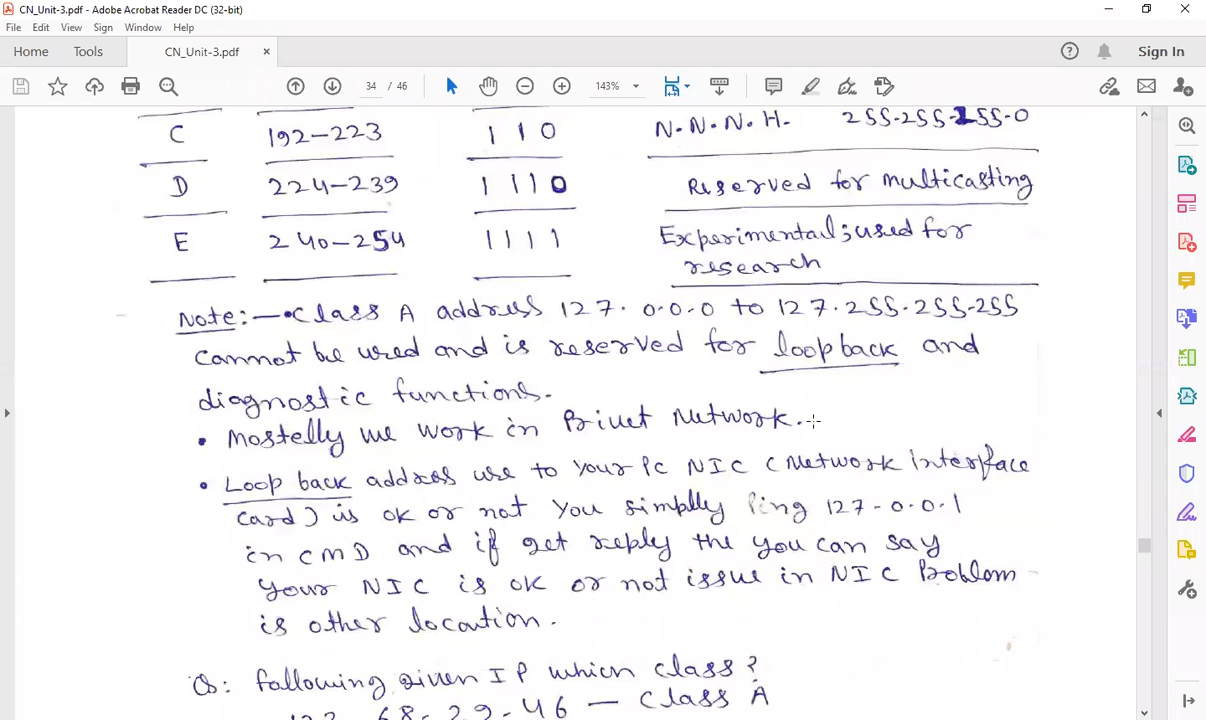 CN_Unit-3.pdf - Adobe Acrobat Reader DC (32-bit)
File Edit View Sign Window Help
Home Tools CN_Unit-3.pdf × Sign In
34 / 46 143%
C 192-223 1 1 0 N.N.N.H. 255-255-255-0
D 224-239 1 1 1 0 Reserved for multicasting
E 240-254 1 1 1 1 Experimental; used for
research
Note:- • Class A address 127.0.0.0 to 127.255.255-255
cannot be used and is reserved for loopback and
diagnostic functions.
• Mostelly we work in Privet Network.
• Loop back address use to your Pc NIC (Network interface
card) is ok or not you simplly Ping 127-0.0.1
in CMD and if get reply the you can say
your NIC is ok or not issue in NIC Problom
is other location.
Q: following given IP which class?
123-68-29-46 - Class A